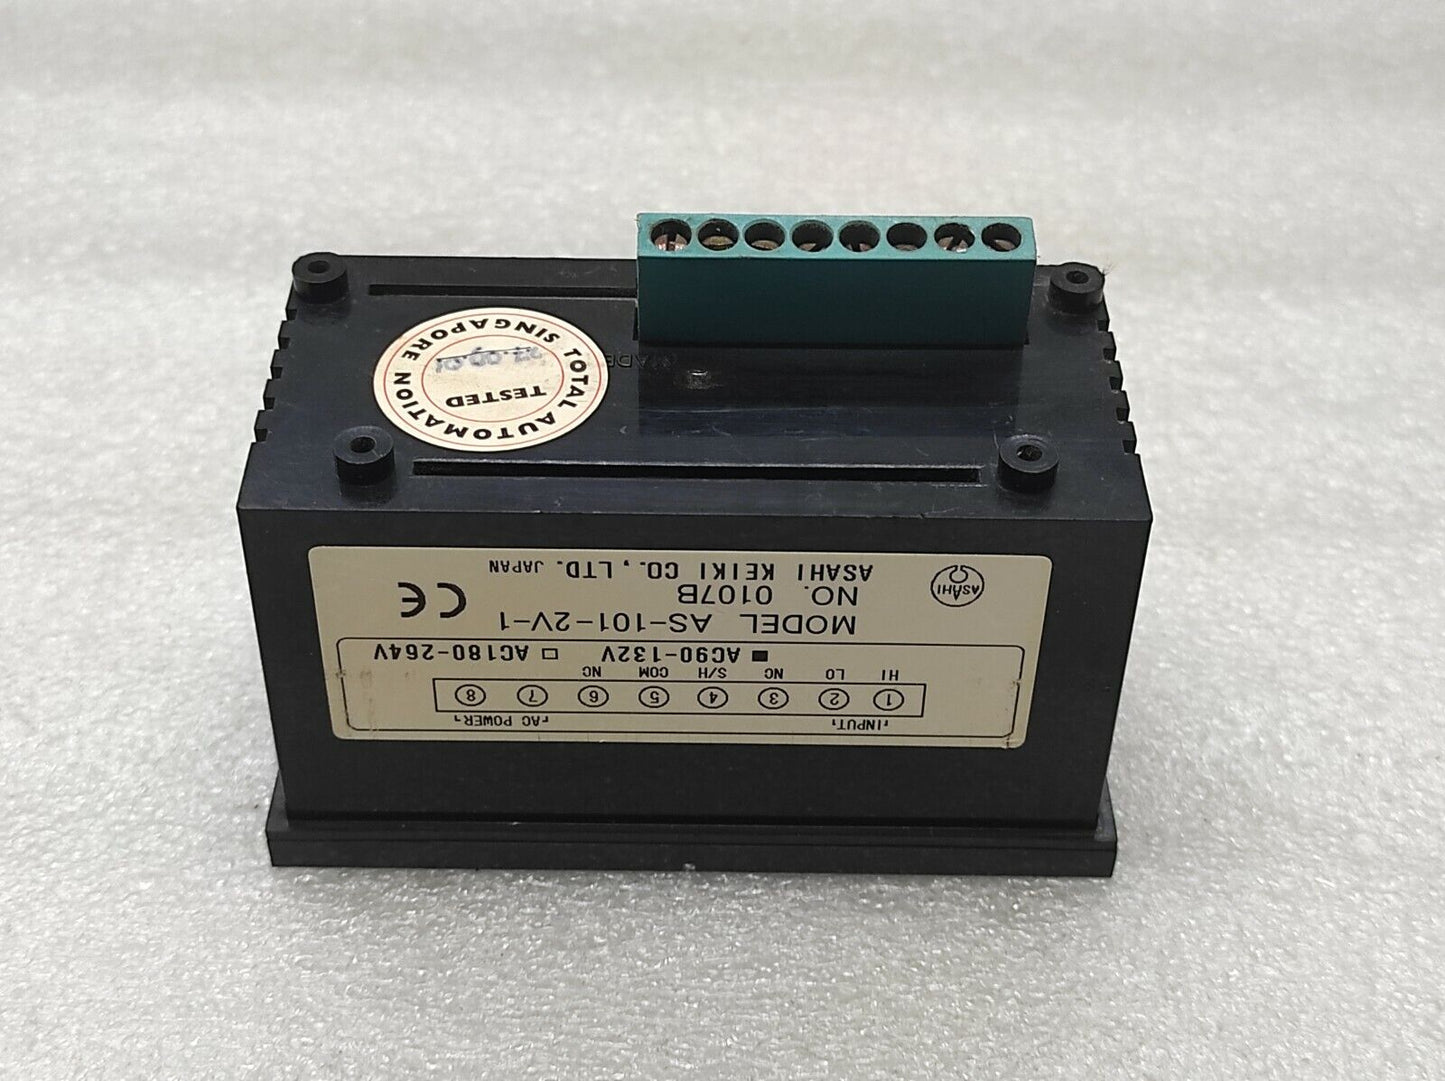 ┌INPUT┐ ┌AC POWER┐
1 2 3 4 5 6 7 8
HI LO NC S/H COM NC
■ AC90-132V □ AC180-264V
MODEL AS-101-2V-1
NO. 0107B
ASAHI KEIKI CO., LTD. JAPAN
CE
ASAHI
TOTAL AUTOMATION
SINGAPORE
TESTED
MADE